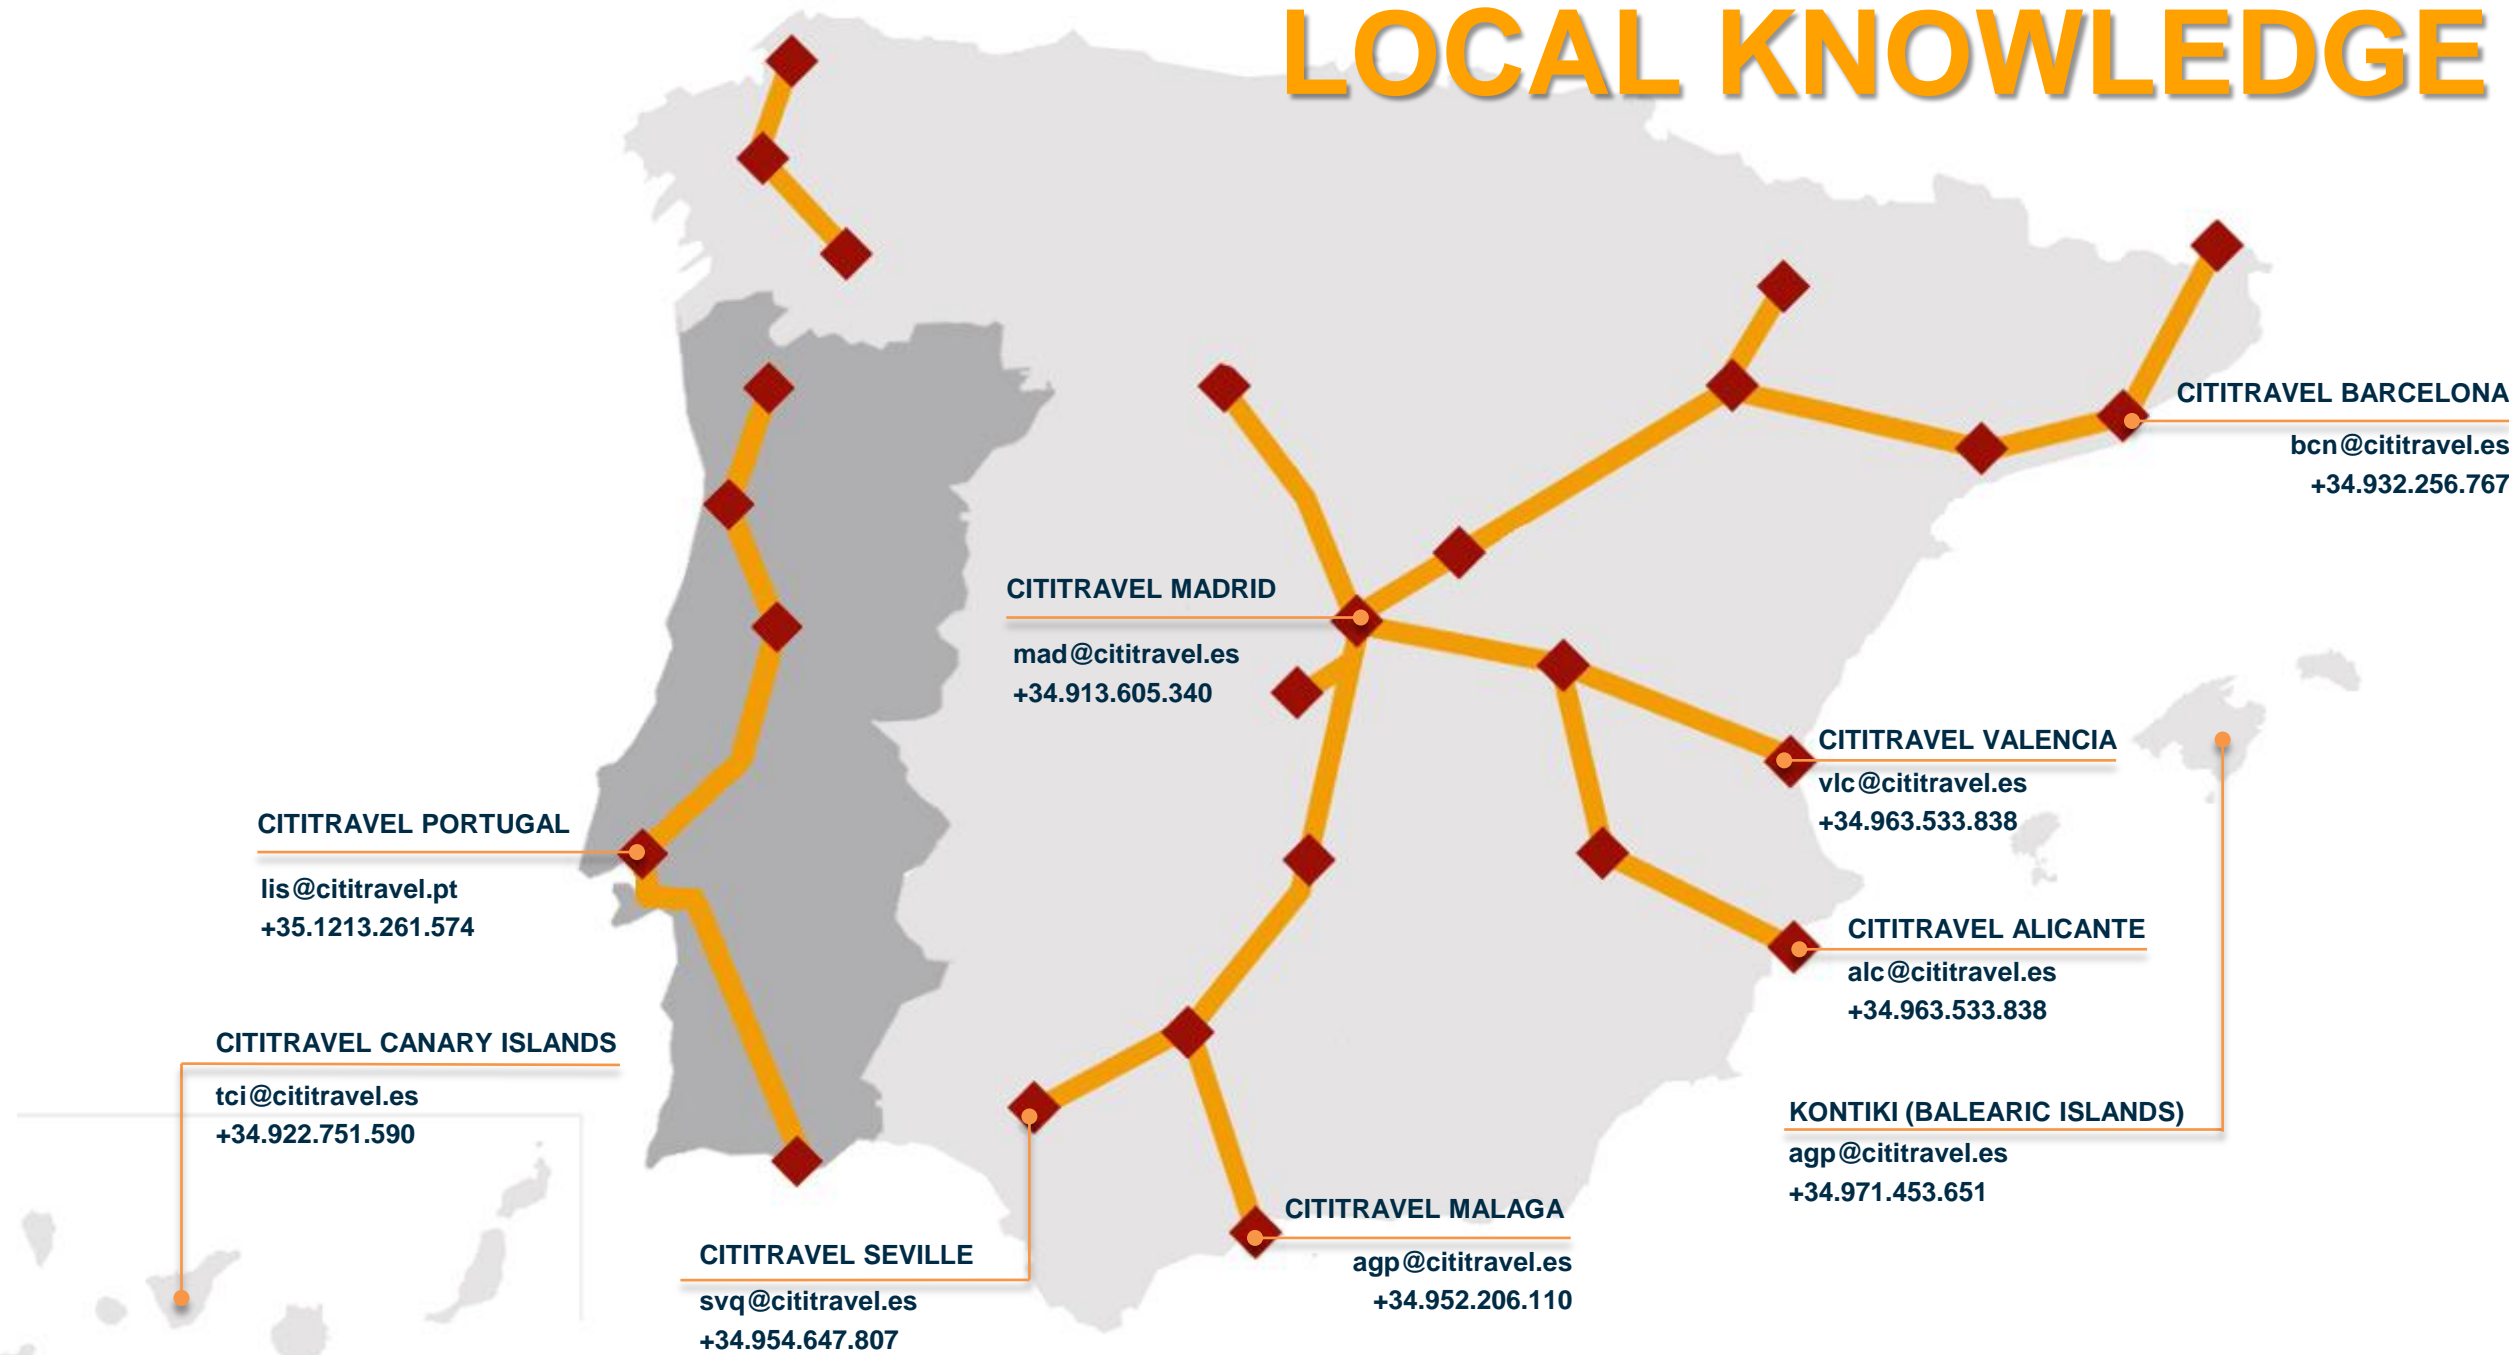 LOCAL KNOWLEDGE
CITITRAVEL BARCELONA
bcn@cititravel.es
+34.932.256.767
CITITRAVEL MADRID
mad@cititravel.es
+34.913.605.340
CITITRAVEL VALENCIA
vlc@cititravel.es
+34.963.533.838
CITITRAVEL PORTUGAL
lis@cititravel.pt
+35.1213.261.574
CITITRAVEL ALICANTE
alc@cititravel.es
+34.963.533.838
CITITRAVEL CANARY ISLANDS
tci@cititravel.es
+34.922.751.590
KONTIKI (BALEARIC ISLANDS)
agp@cititravel.es
+34.971.453.651
CITITRAVEL MALAGA
agp@cititravel.es
+34.952.206.110
CITITRAVEL SEVILLE
svq@cititravel.es
+34.954.647.807